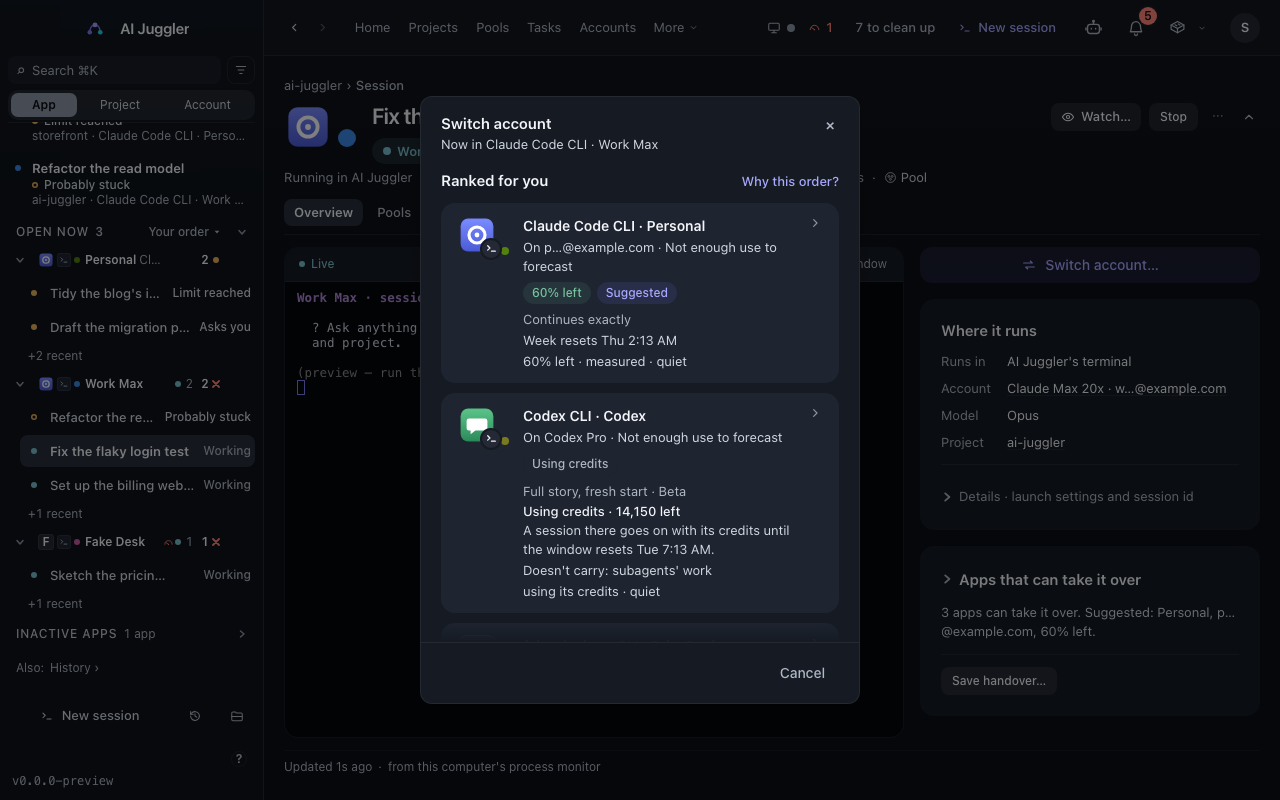 AI Juggler
Search ⌘K
App Project Account
Limit reached
storefront · Claude Code CLI · Perso…
Refactor the read model
Probably stuck
ai-juggler · Claude Code CLI · Work …
OPEN NOW 3 Your order
Personal Cl… 2
Tidy the blog's i… Limit reached
Draft the migration p… Asks you
+2 recent
Work Max 2 2
Refactor the re… Probably stuck
Fix the flaky login test Working
Set up the billing web… Working
+1 recent
F Fake Desk 1 1
Sketch the pricin… Working
+1 recent
INACTIVE APPS 1 app
Also: History ›
New session
?
v0.0.0-preview
Home Projects Pools Tasks Accounts More 1 7 to clean up New session 5 S
ai-juggler › Session
Fix th
Watch… Stop ···
Wor
Running in AI Juggler
s · Pool
Overview Pools
Live
ndow
Work Max · sessi
? Ask anything
and project.
(preview — run th
Switch account
Now in Claude Code CLI · Work Max
Ranked for you Why this order?
Claude Code CLI · Personal
On p…@example.com · Not enough use to
forecast
60% left Suggested
Continues exactly
Week resets Thu 2:13 AM
60% left · measured · quiet
Codex CLI · Codex
On Codex Pro · Not enough use to forecast
Using credits
Full story, fresh start · Beta
Using credits · 14,150 left
A session there goes on with its credits until
the window resets Tue 7:13 AM.
Doesn't carry: subagents' work
using its credits · quiet
Cancel
Switch account…
Where it runs
Runs in AI Juggler's terminal
Account Claude Max 20x · w…@example.com
Model Opus
Project ai-juggler
Details · launch settings and session id
Apps that can take it over
3 apps can take it over. Suggested: Personal, p…
@example.com, 60% left.
Save handover…
Updated 1s ago · from this computer's process monitor